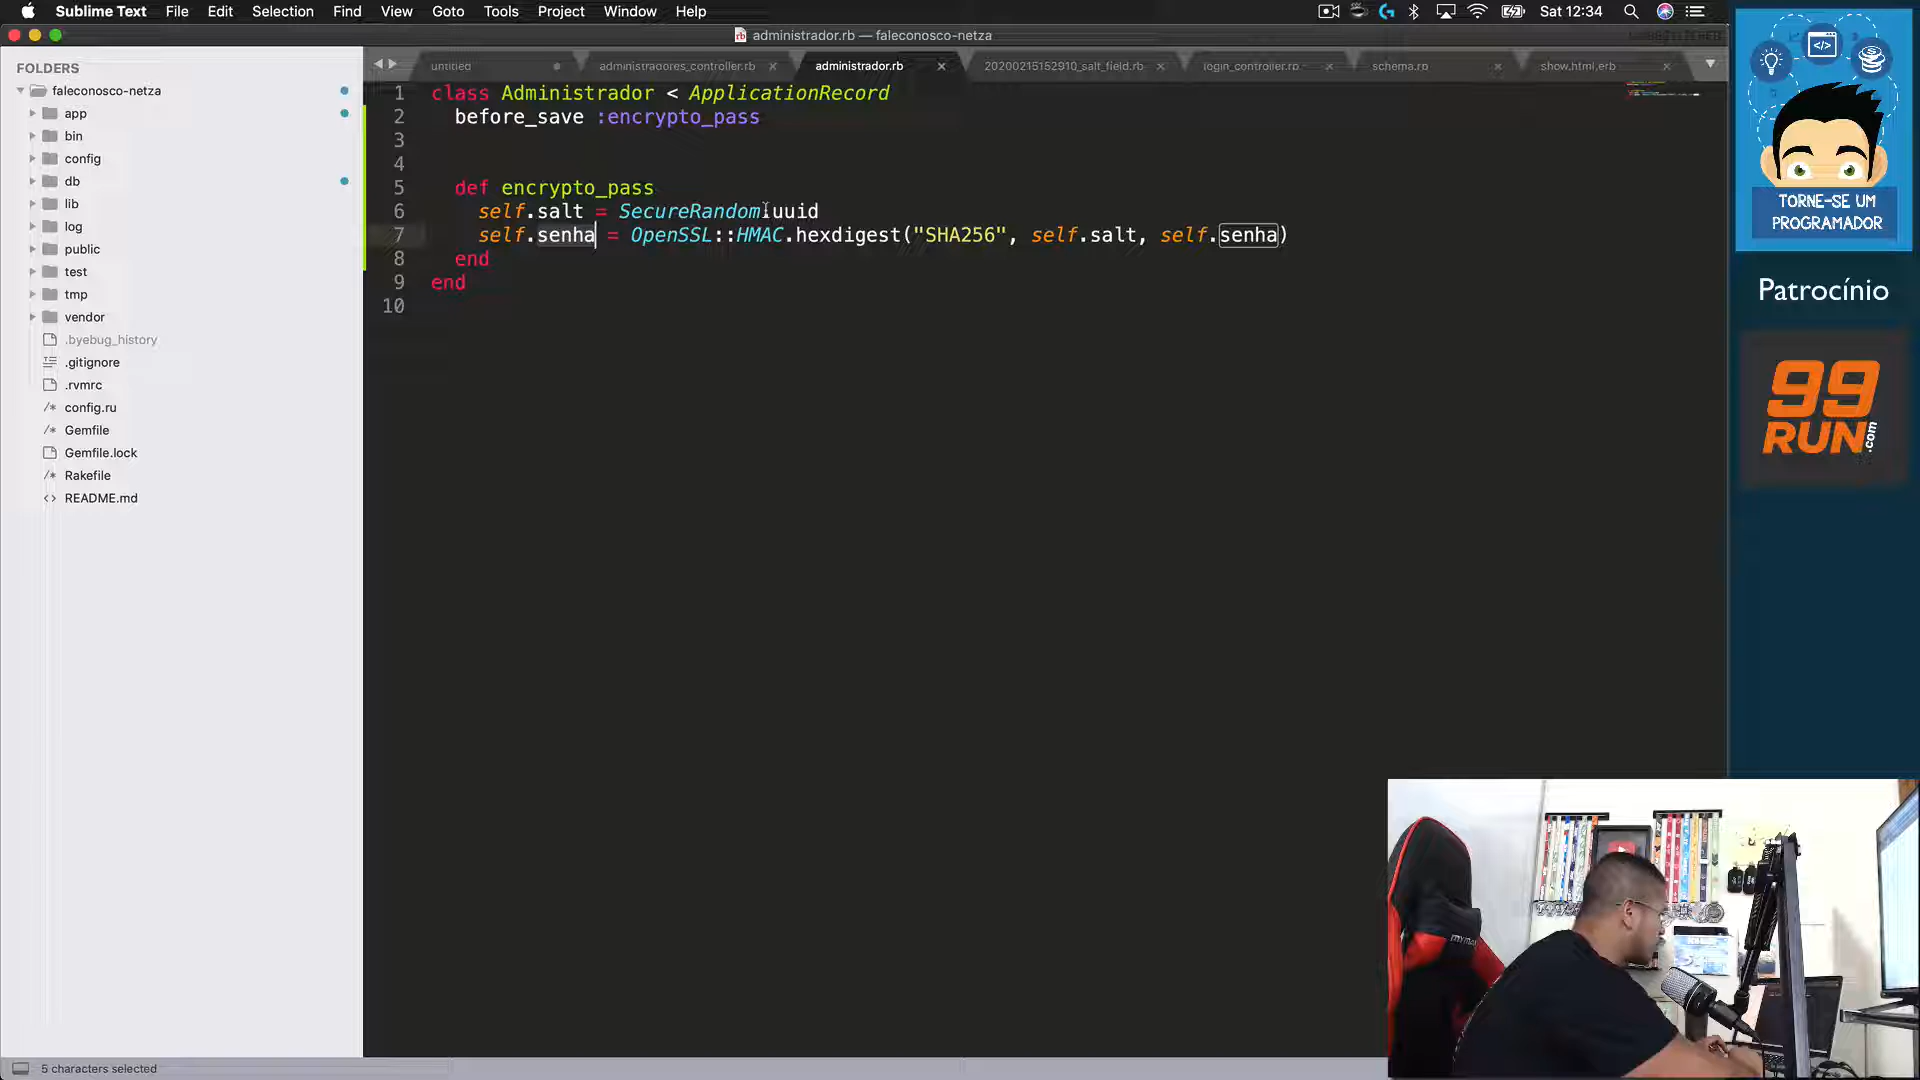 Sublime Text File Edit Selection Find View Goto Tools Project Window Help Sat 12:34
administrador.rb — faleconosco-netza
FOLDERS
faleconosco-netza
app
bin
config
db
lib
log
public
test
tmp
vendor
.byebug_history
.gitignore
.rvmrc
config.ru
Gemfile
Gemfile.lock
Rakefile
README.md
untitled administradores_controller.rb administrador.rb 20200215152910_salt_field.rb login_controller.rb schema.rb show.html.erb
1 class Administrador < ApplicationRecord
2 before_save :encrypto_pass
3
4
5 def encrypto_pass
6 self.salt = SecureRandom.uuid
7 self.senha = OpenSSL::HMAC.hexdigest("SHA256", self.salt, self.senha)
8 end
9 end
10
5 characters selected
TORNE-SE UM
PROGRAMADOR
Patrocínio
99
RUN.com